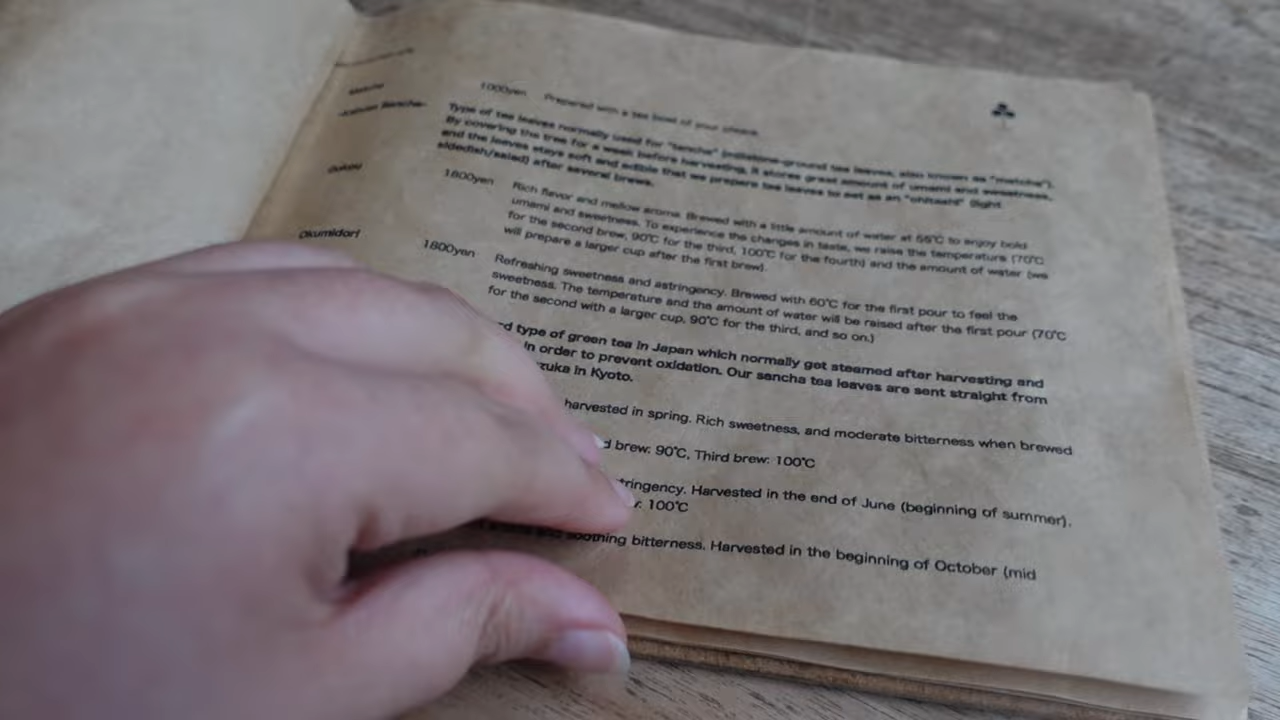 Matcha 1000yen Prepared with a tea bowl of your choice.
Type of tea leaves normally used for "tencha" (millstone-ground tea leaves, also known as "matcha").
By covering the tree for a week before harvesting, it stores great amount of umami and sweetness,
and the leaves stays soft and edible that we prepare tea leaves to eat as an "ohitashi" (light
sidedish/salad) after several brews.
1800yen Rich flavor and mellow aroma. Brewed with a little amount of water at 55℃ to enjoy bold
umami and sweetness. To experience the changes in taste, we raise the temperature (70℃
for the second brew, 90℃ for the third, 100℃ for the fourth) and the amount of water (we
will prepare a larger cup after the first brew).
Okumidori 1800yen Refreshing sweetness and astringency. Brewed with 60℃ for the first pour to feel the
sweetness. The temperature and the amount of water will be raised after the first pour (70℃
for the second with a larger cup, 90℃ for the third, and so on.)
type of green tea in Japan which normally get steamed after harvesting and
in order to prevent oxidation. Our sencha tea leaves are sent straight from
in Kyoto.
harvested in spring. Rich sweetness, and moderate bitterness when brewed
brew: 90℃, Third brew: 100℃
Harvested in the end of June (beginning of summer).
100℃
soothing bitterness. Harvested in the beginning of October (mid